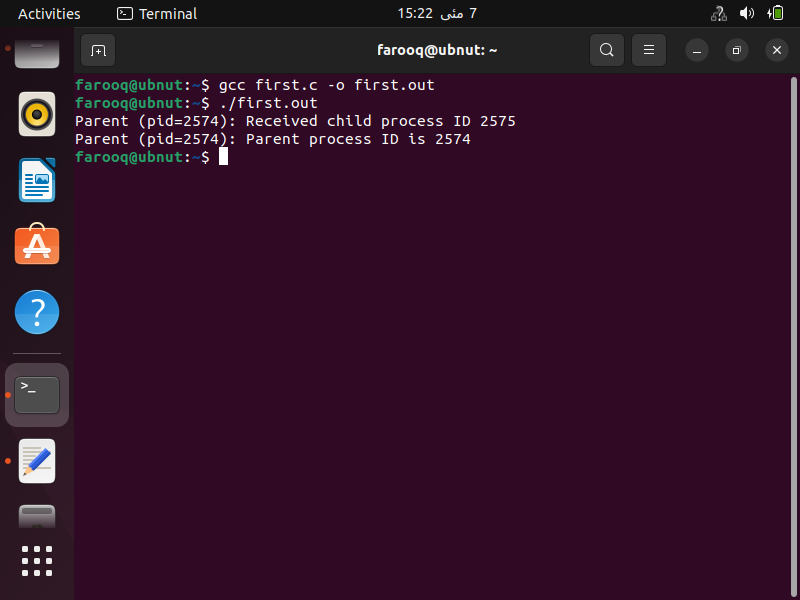 Activities
Terminal
7 مئی 15:22
farooq@ubnut: ~
farooq@ubnut:~$ gcc first.c -o first.out
farooq@ubnut:~$ ./first.out
Parent (pid=2574): Received child process ID 2575
Parent (pid=2574): Parent process ID is 2574
farooq@ubnut:~$